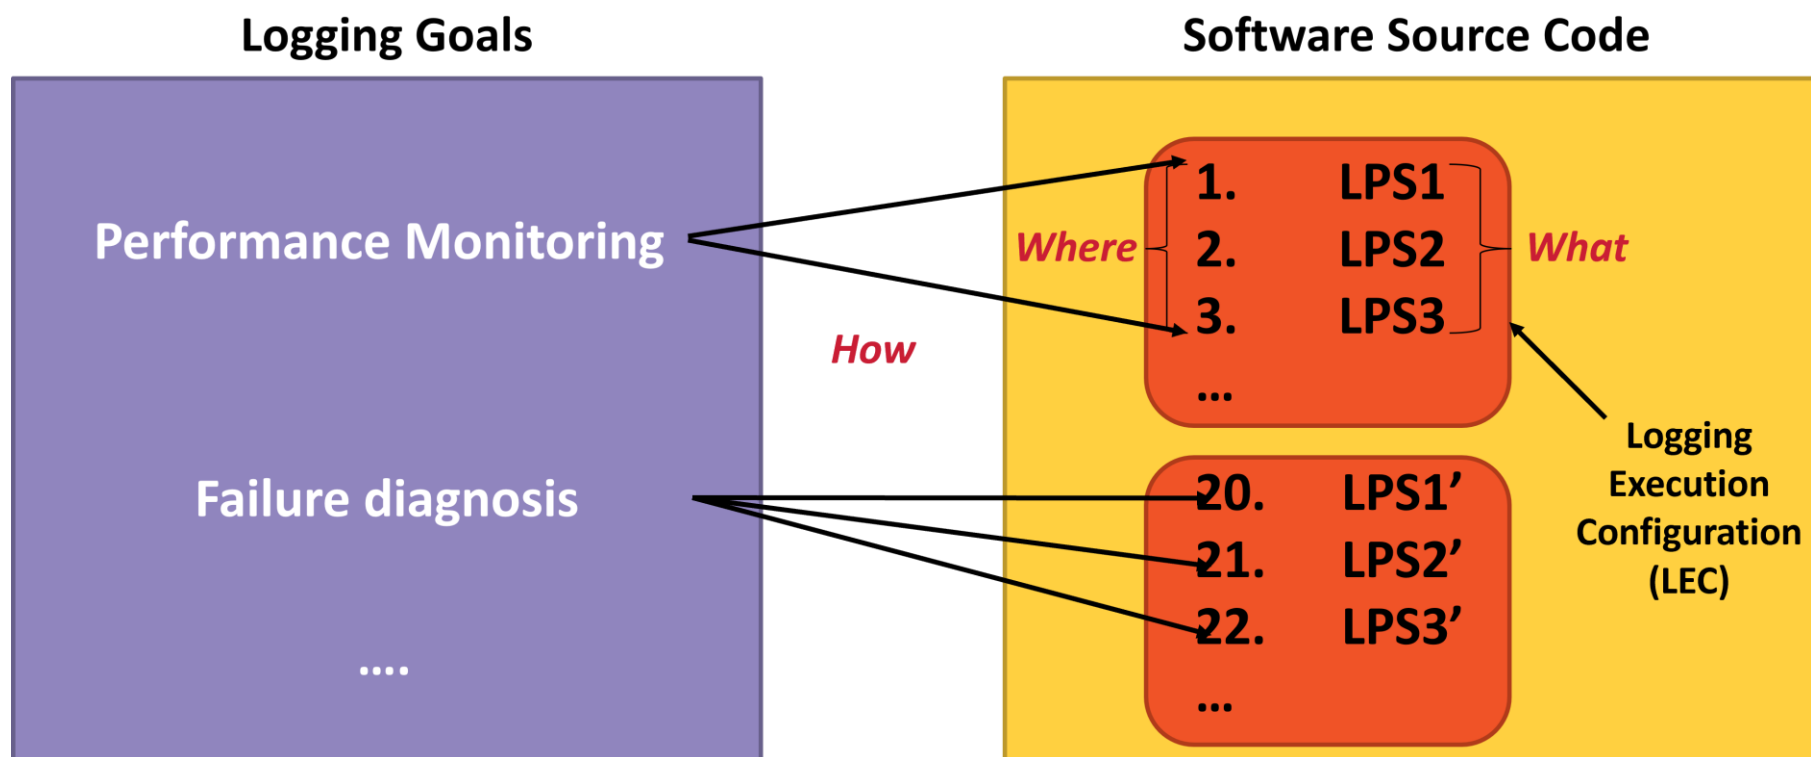 Logging Goals
Performance Monitoring
Failure diagnosis
....
How
Software Source Code
Where
1. LPS1
2. LPS2
3. LPS3
...
What
20. LPS1’
21. LPS2’
22. LPS3’
...
Logging
Execution
Configuration
(LEC)